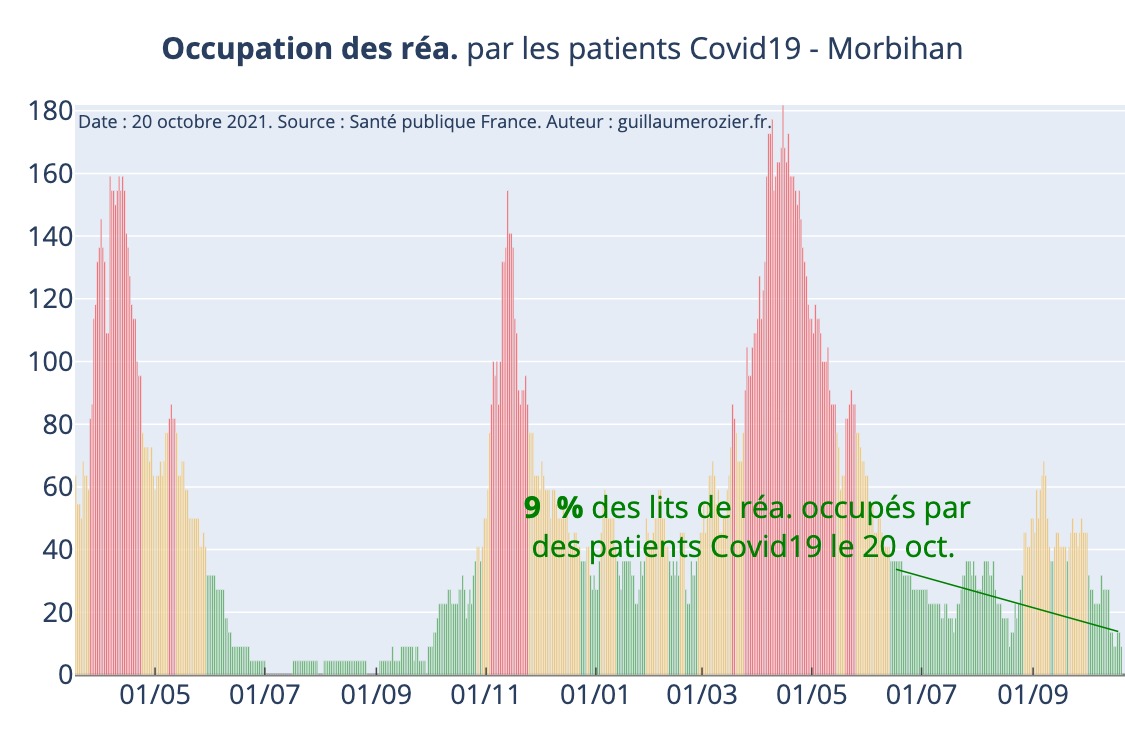 Occupation des réa. par les patients Covid19 - Morbihan
180
Date : 20 octobre 2021. Source : Santé publique France. Auteur : guillaumerozier.fr.
160
140
120
100
80
60
9 % des lits de réa. occupés par
des patients Covid19 le 20 oct.
40
20
0
01/05 01/07 01/09 01/11 01/01 01/03 01/05 01/07 01/09